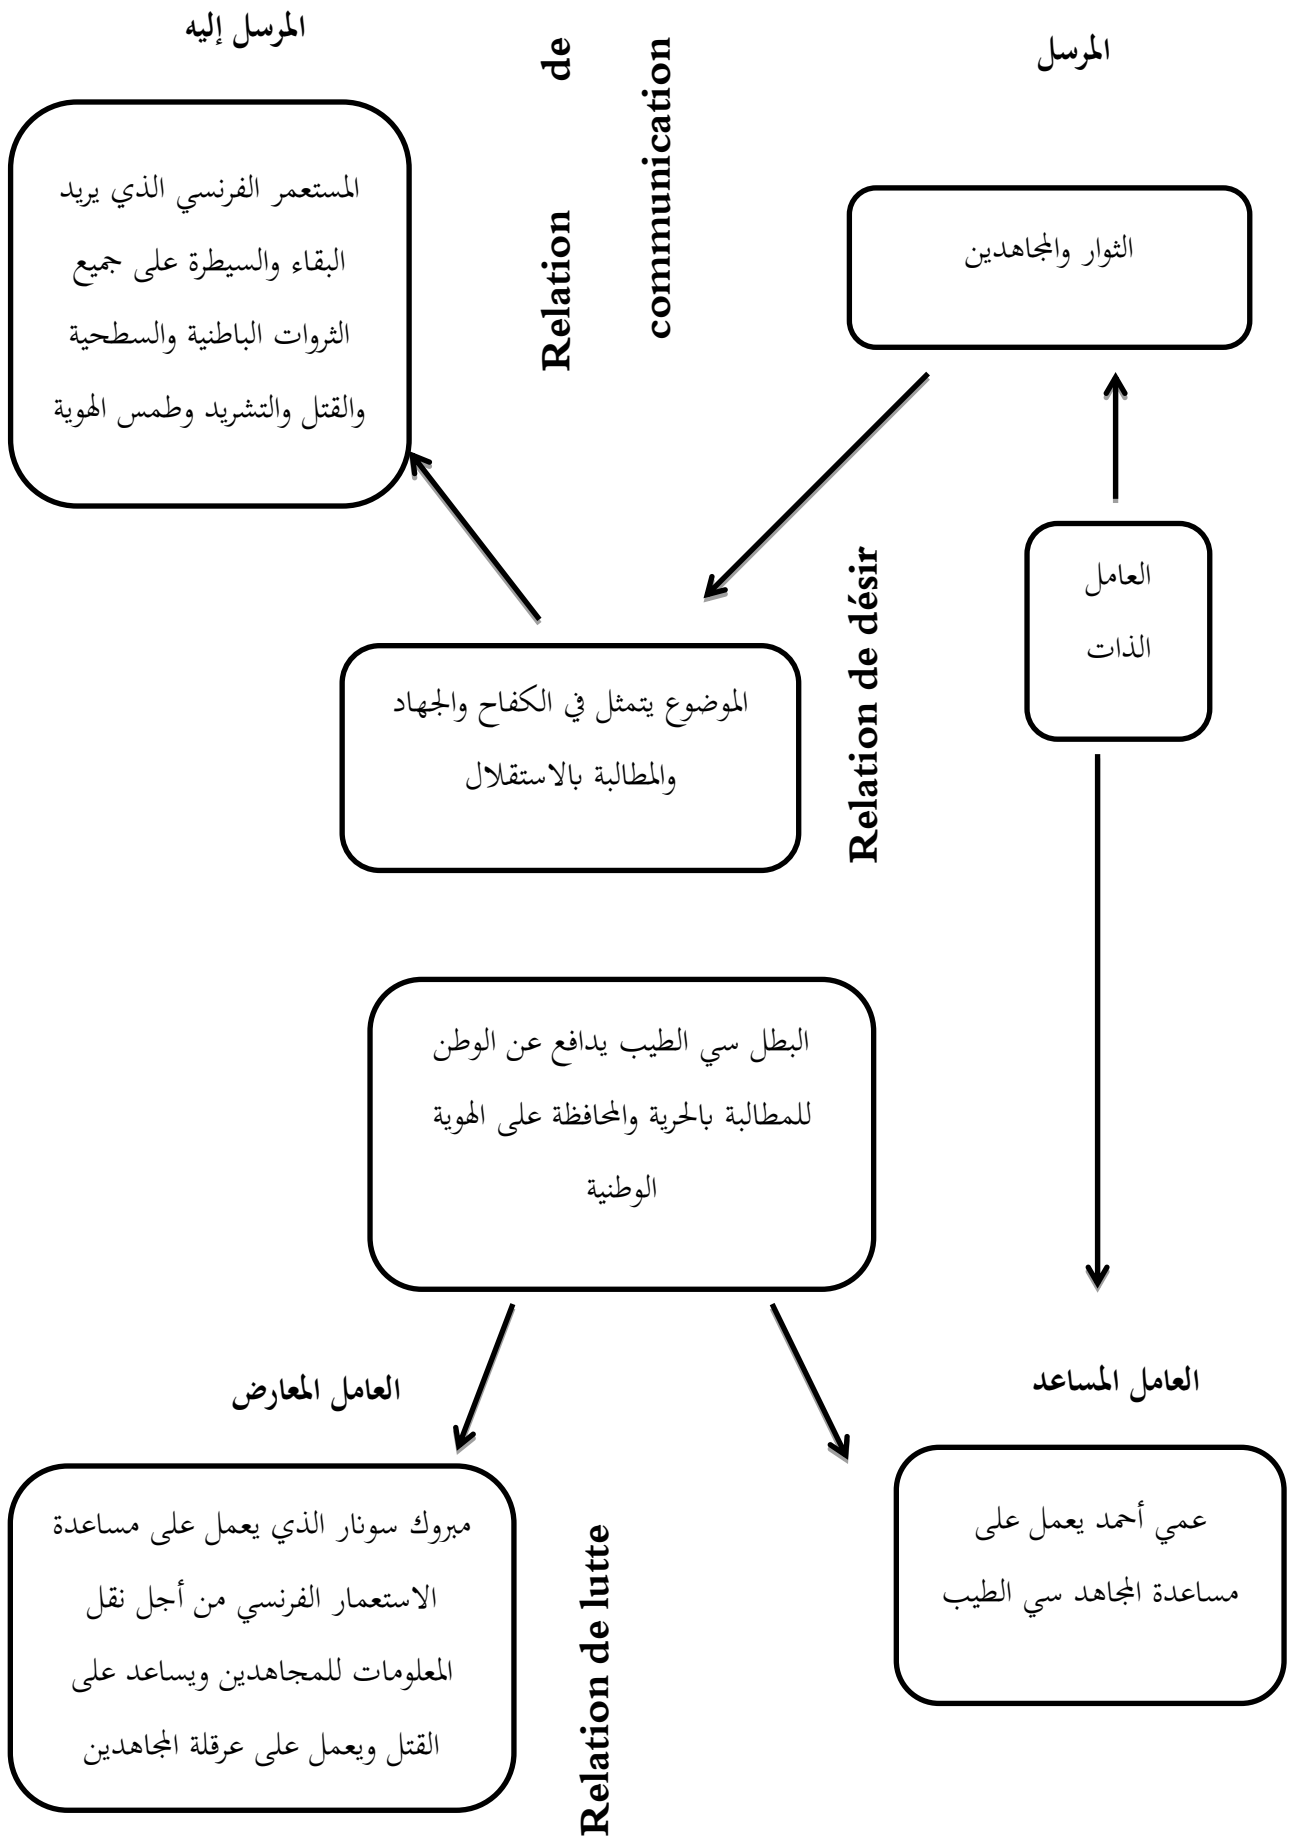 المرسل
المرسل إليه
Relation de
communication
الثوار والمجاهدين
المستعمر الفرنسي الذي يريد
البقاء والسيطرة على جميع
الثروات الباطنية والسطحية
والقتل والتشريد وطمس الهوية
العامل
الذات
Relation de désir
الموضوع يتمثل في الكفاح والجهاد
والمطالبة بالاستقلال
البطل سي الطيب يدافع عن الوطن
للمطالبة بالحرية والمحافظة على الهوية
الوطنية
العامل المساعد
العامل المعارض
عمي أحمد يعمل على
مساعدة المجاهد سي الطيب
Relation de lutte
مبروك سونار الذي يعمل على مساعدة
الاستعمار الفرنسي من أجل نقل
المعلومات للمجاهدين ويساعد على
القتل ويعمل على عرقلة المجاهدين